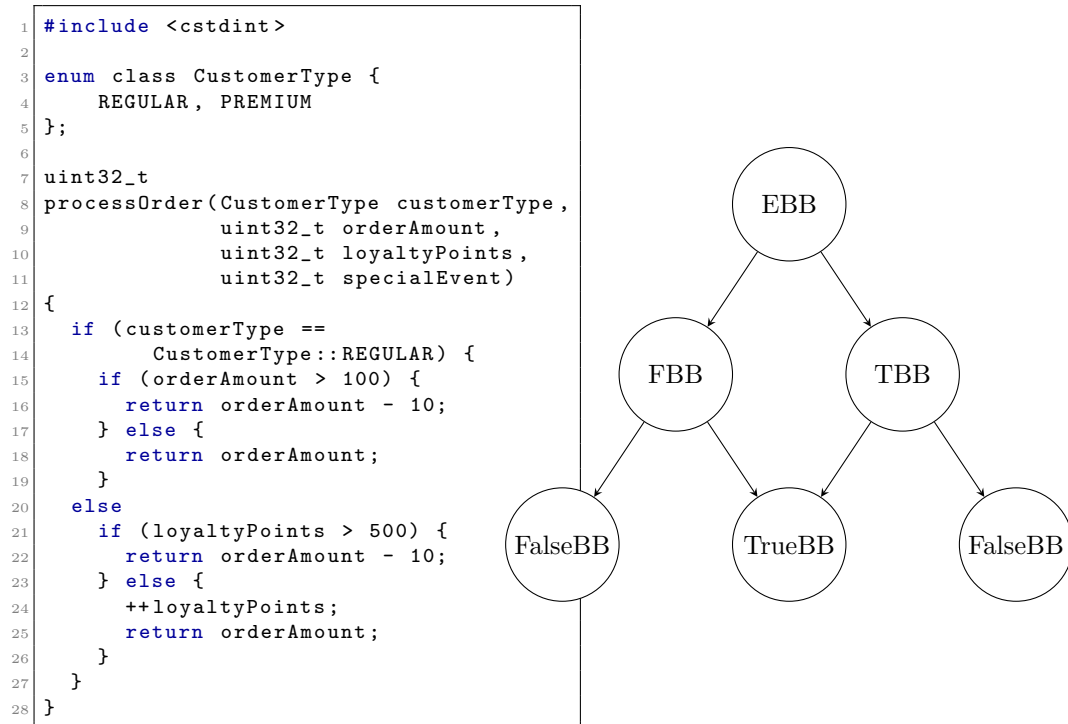 1 #include <cstdint>
2
3 enum class CustomerType {
4     REGULAR, PREMIUM
5 };
6
7 uint32_t
8 processOrder(CustomerType customerType,
9              uint32_t orderAmount,
10              uint32_t loyaltyPoints,
11              uint32_t specialEvent)
12 {
13   if (customerType ==
14         CustomerType::REGULAR) {
15     if (orderAmount > 100) {
16       return orderAmount - 10;
17     } else {
18       return orderAmount;
19     }
20   else
21     if (loyaltyPoints > 500) {
22       return orderAmount - 10;
23     } else {
24       ++loyaltyPoints;
25       return orderAmount;
26     }
27   }
28 }
EBB
FBB TBB
FalseBB TrueBB FalseBB